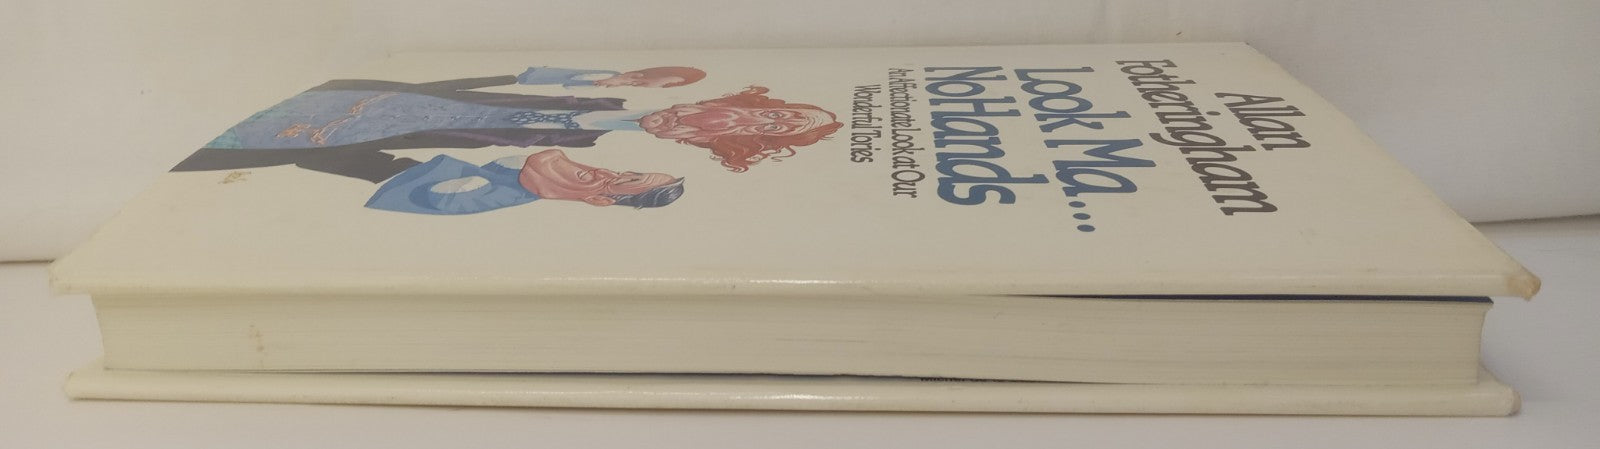 Allan
Fotheringham
Look Ma...
No Hands
An Affectionate Look at Our
Wonderful Tories